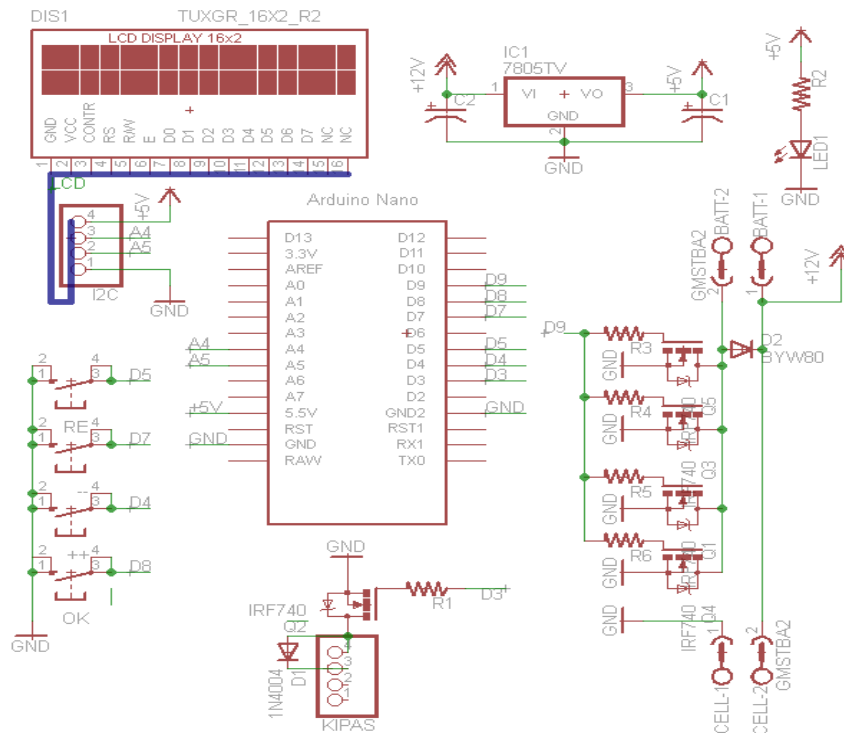 DIS1 TUXGR_16X2_R2
LCD DISPLAY 16x2
GND VCC CONTR RS R/W E D0 D1 D2 D3 D4 D5 D6 D7 NC NC
1 2 3 4 5 6 7 8 9 10 11 12 13 14 15 16
LCD
+5V
4
3 A4
2 A5
1
I2C
GND
IC1
7805TV
+12V
+5V
1 VI VO 3
GND
2
C2
C1
GND
+5V
R2
LED1
GND
Arduino Nano
D13 D12
3.3V D11
AREF D10
A0 D9 D9
A1 D8 D8
A2 D7 D7
A3 D6
A4 A4 D5 D5
A5 A5 D4 D4
A6 D3 D3
A7 D2
+5V 5.5V GND2 GND
RST RST1
GND GND RX1
RAW TX0
2 4
1 3 D5
RE
2 4
1 3 D7
--
2 4
1 3 D4
++
2 4
1 3 D8
OK
GND
GND
R1 D3
IRF740
Q2
1N4004
D1
4
3
2
1
KIPAS
BATT-2
BATT-1
GMSTBA2
2
1
+12V
D9
R3
GND
D2
BYW80
Q5
R4
GND
Q3
R5
GND
Q1
R6
GND
Q4
IRF740
GND
1
2
GMSTBA2
CELL-1
CELL-2